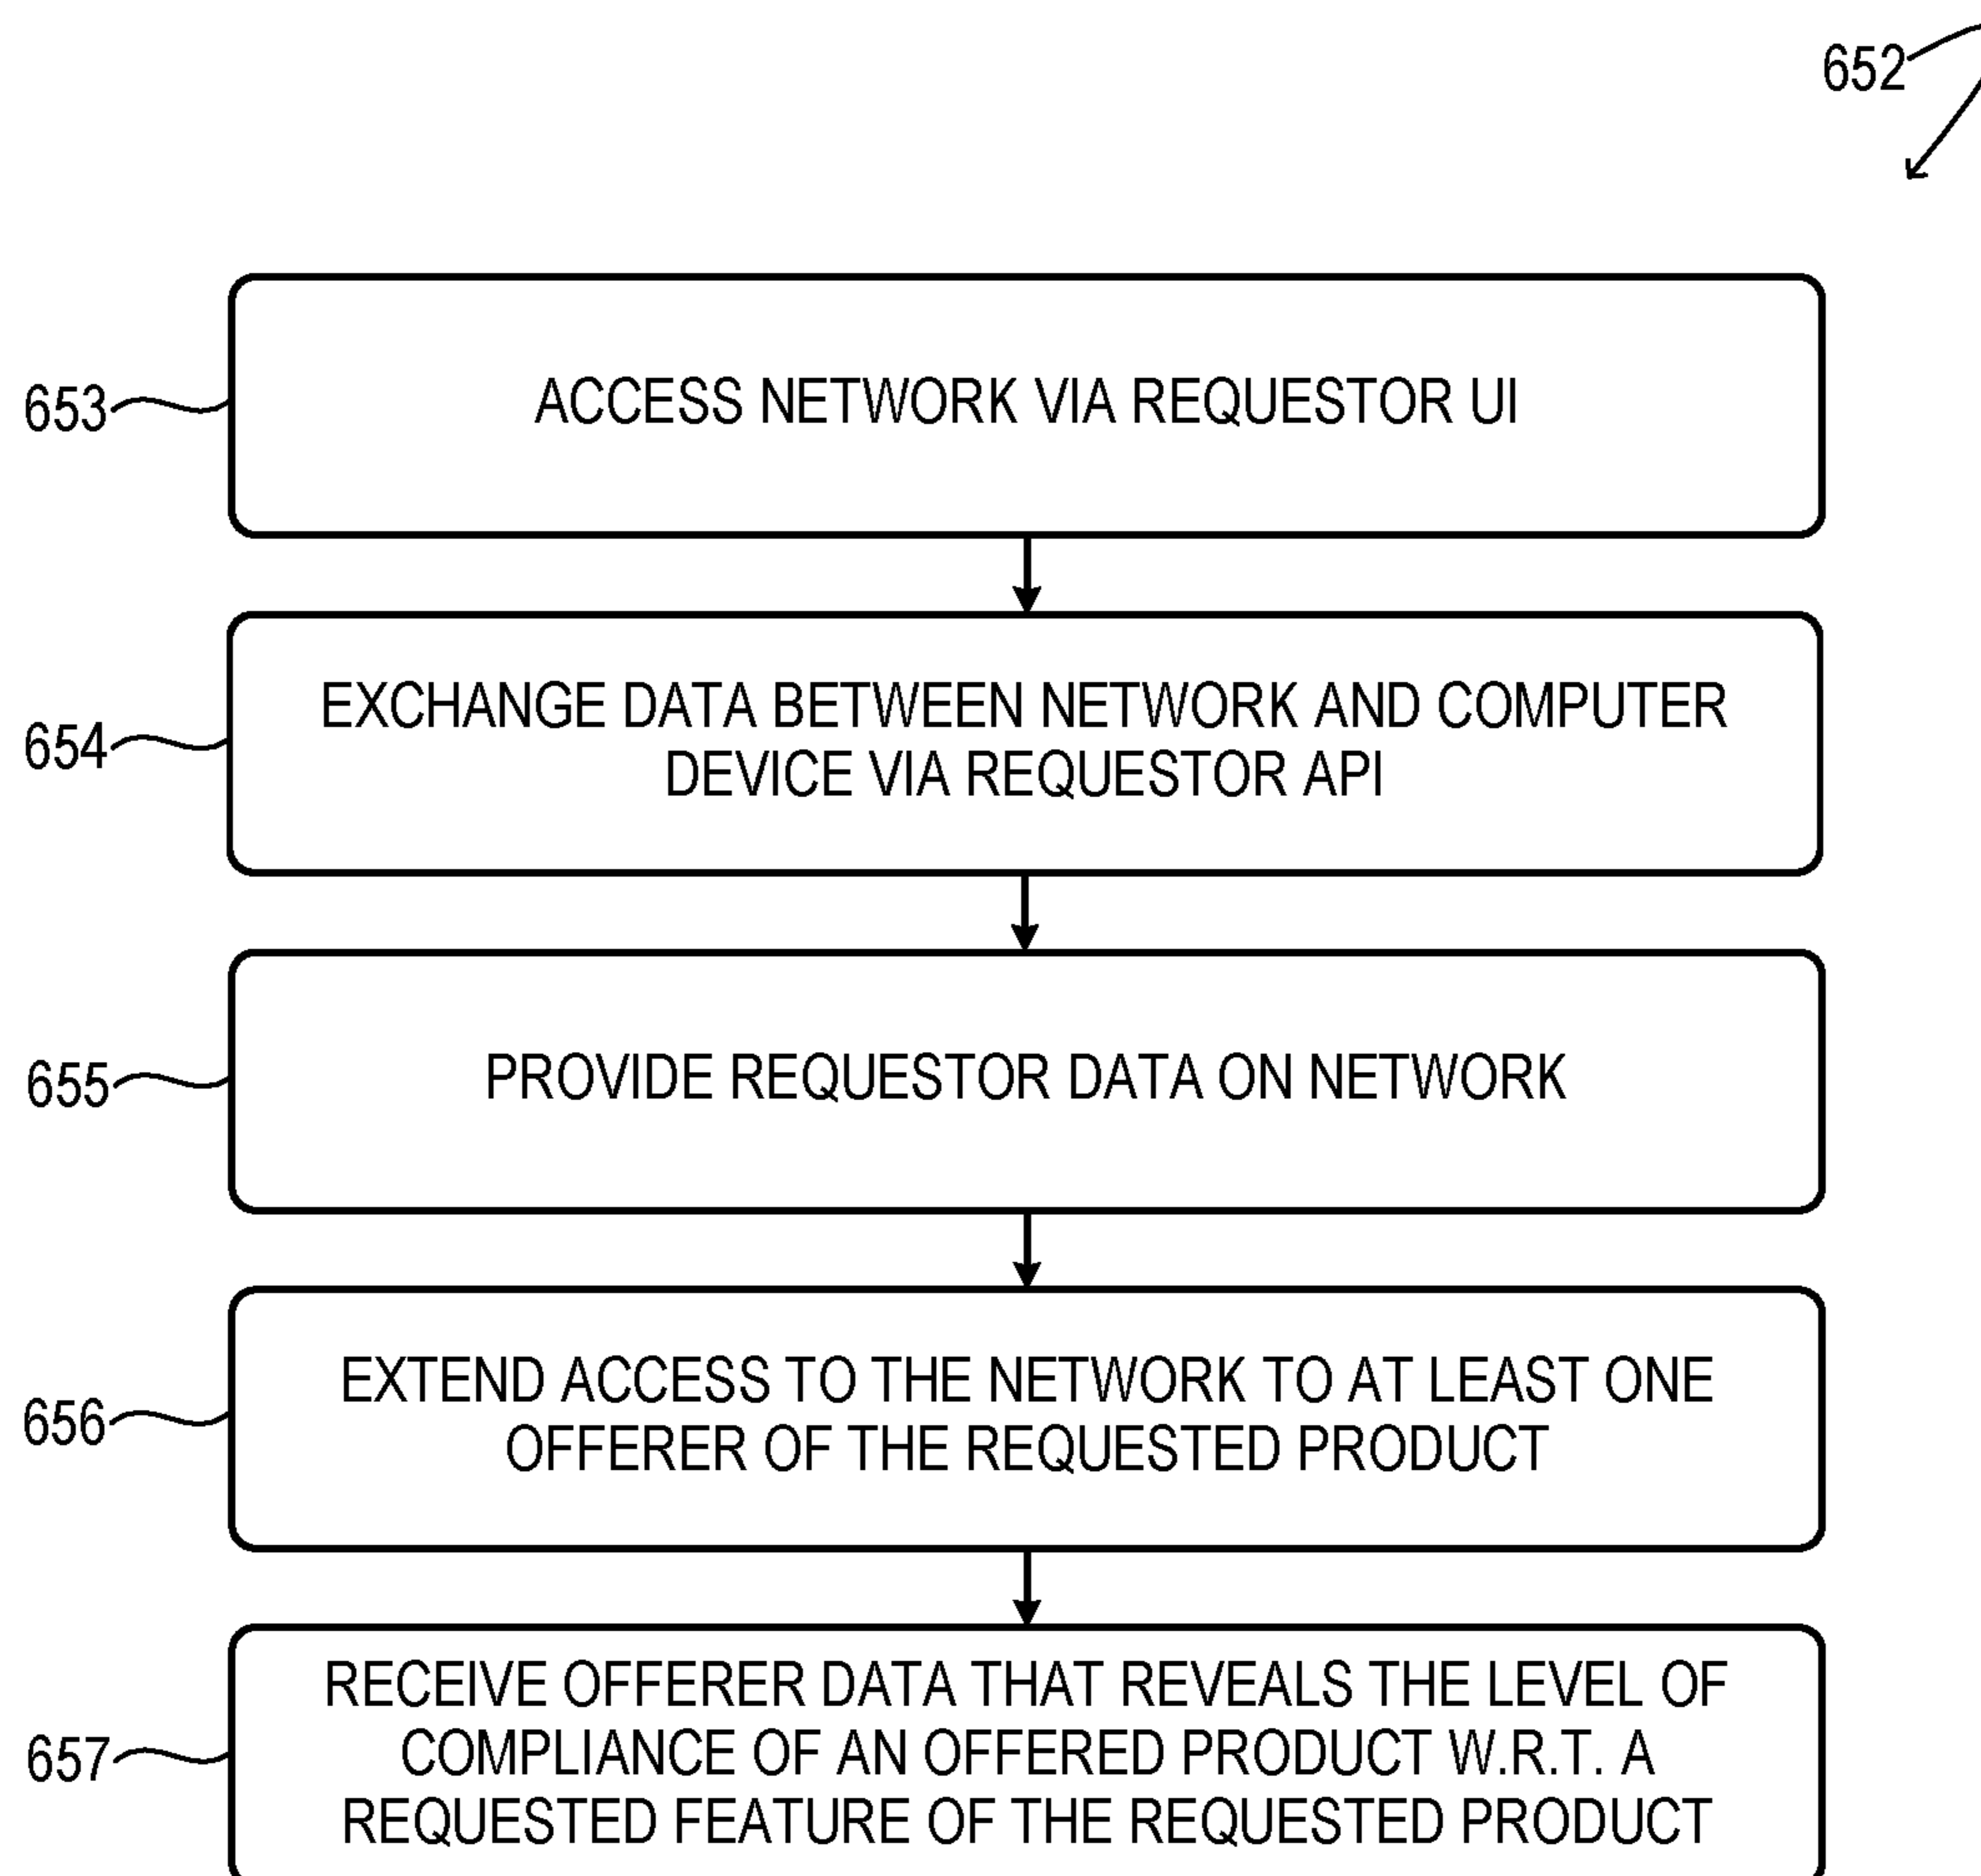 652
653
ACCESS NETWORK VIA REQUESTOR UI
654
EXCHANGE DATA BETWEEN NETWORK AND COMPUTER
DEVICE VIA REQUESTOR API
655
PROVIDE REQUESTOR DATA ON NETWORK
656
EXTEND ACCESS TO THE NETWORK TO AT LEAST ONE
OFFERER OF THE REQUESTED PRODUCT
657
RECEIVE OFFERER DATA THAT REVEALS THE LEVEL OF
COMPLIANCE OF AN OFFERED PRODUCT W.R.T. A
REQUESTED FEATURE OF THE REQUESTED PRODUCT